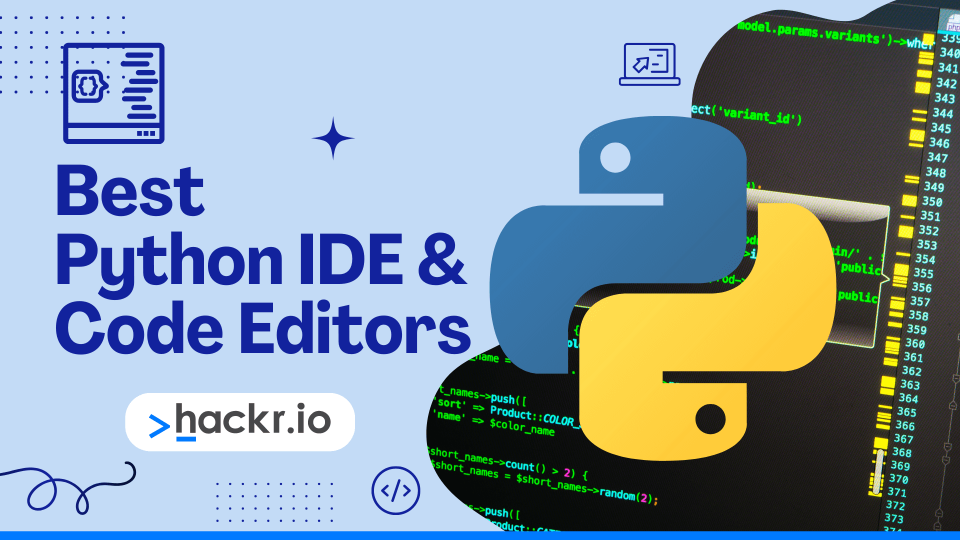 Best
Python IDE &
Code Editors
>hackr.io
</>
{}
model.params.variants')->wher
ect('variant_id')
'public
public
t_names->push([
'sort' => Product::COLOR_
'name' => $color_name
short_names->count() > 2) {
$short_names = $short_names->random(2);
->push([
339
340
341
342
343
344
345
346
347
348
349
350
351
352
353
354
355
356
357
358
359
360
361
362
363
364
365
366
367
368
369
370
371
372
373